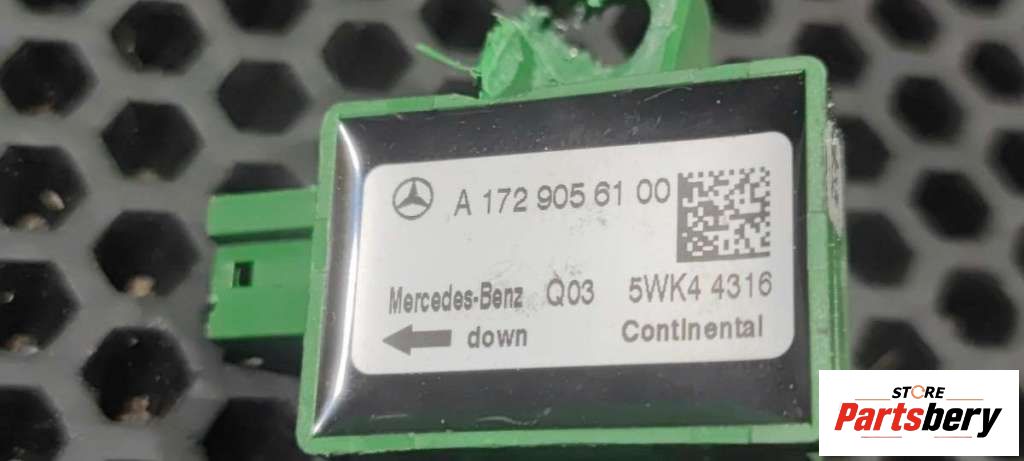 A 172 905 61 00
Mercedes-Benz Q03 5WK4 4316
down Continental
STORE
Partsbery